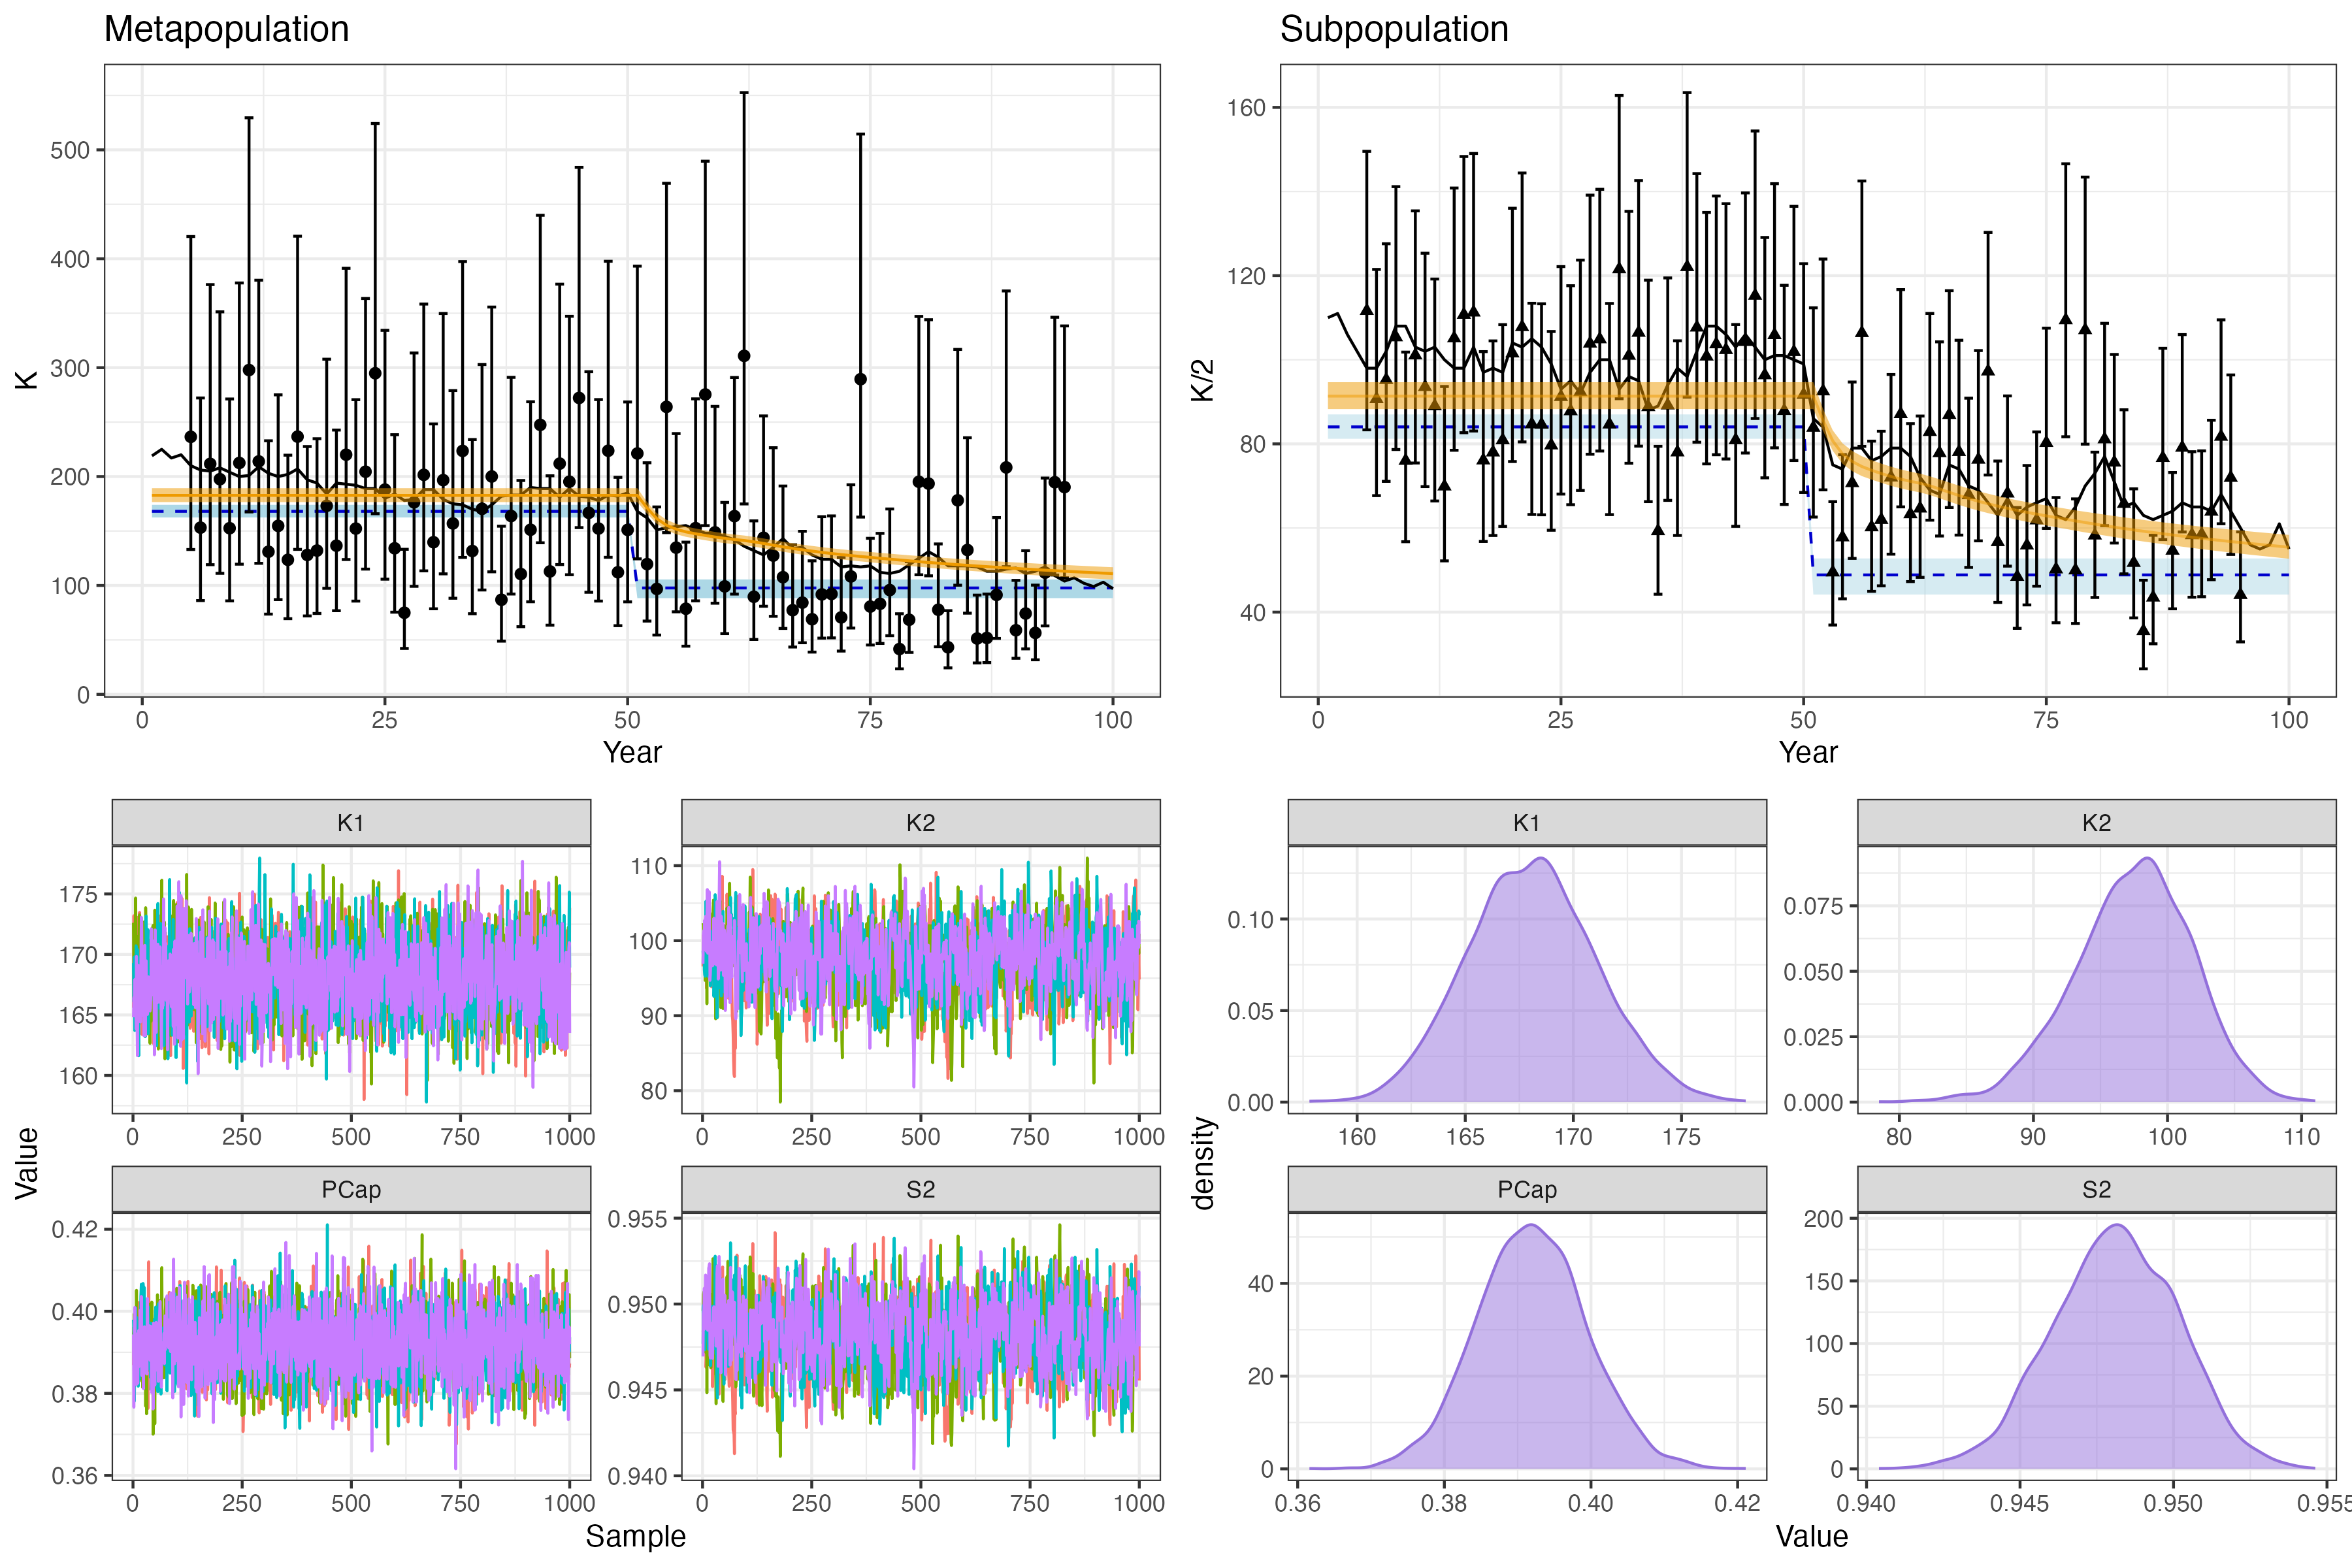 Metapopulation
Subpopulation
K
500
400
300
200
100
0
0 25 50 75 100
Year
K/2
160
120
80
40
0 25 50 75 100
Year
Value
K1
175
170
165
160
0 250 500 750 1000
K2
110
100
90
80
0 250 500 750 1000
PCap
0.42
0.40
0.38
0.36
0 250 500 750 1000
S2
0.955
0.950
0.945
0.940
0 250 500 750 1000
Sample
density
K1
0.10
0.05
0.00
160 165 170 175
K2
0.075
0.050
0.025
0.000
80 90 100 110
PCap
40
20
0
0.36 0.38 0.40 0.42
S2
200
150
100
50
0
0.940 0.945 0.950 0.955
Value